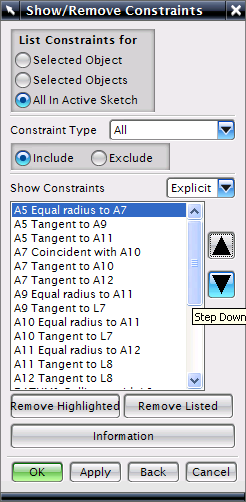 Show/Remove Constraints
List Constraints for
Selected Object
Selected Objects
All In Active Sketch
Constraint Type All
Include Exclude
Show Constraints Explicit
A5 Equal radius to A7
A5 Tangent to A9
A5 Tangent to A11
A7 Coincident with A10
A7 Tangent to A10
A7 Tangent to A12
A9 Equal radius to A11
A9 Tangent to L7
A10 Equal radius to A11
A10 Tangent to L7
A11 Equal radius to A12
A11 Tangent to L8
A12 Tangent to L8
Step Down
Remove Highlighted Remove Listed
Information
OK Apply Back Cancel